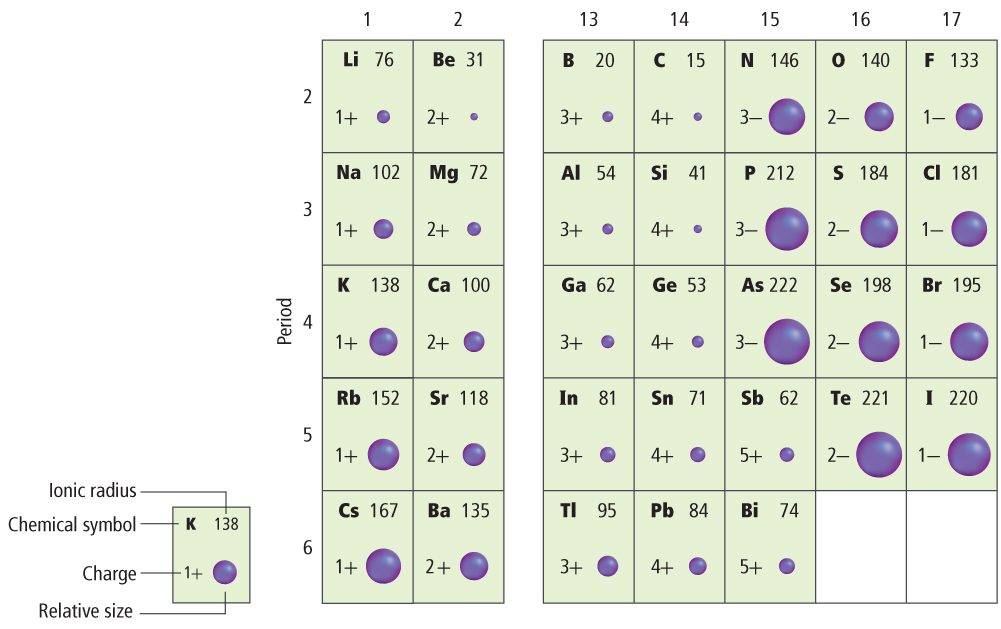 1 2 13 14 15 16 17
Li 76 Be 31 B 20 C 15 N 146 O 140 F 133
2
1+ 2+ 3+ 4+ 3– 2– 1–
Na 102 Mg 72 Al 54 Si 41 P 212 S 184 Cl 181
3
1+ 2+ 3+ 4+ 3– 2– 1–
K 138 Ca 100 Ga 62 Ge 53 As 222 Se 198 Br 195
Period
4
1+ 2+ 3+ 4+ 3– 2– 1–
Rb 152 Sr 118 In 81 Sn 71 Sb 62 Te 221 I 220
5
1+ 2+ 3+ 4+ 5+ 2– 1–
Cs 167 Ba 135 Tl 95 Pb 84 Bi 74
6
1+ 2+ 3+ 4+ 5+
Ionic radius
Chemical symbol K 138
Charge 1+
Relative size